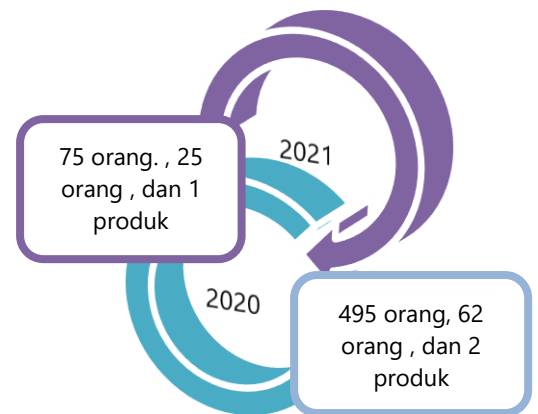 2021
75 orang. , 25
orang , dan 1
produk
2020
495 orang, 62
orang , dan 2
produk